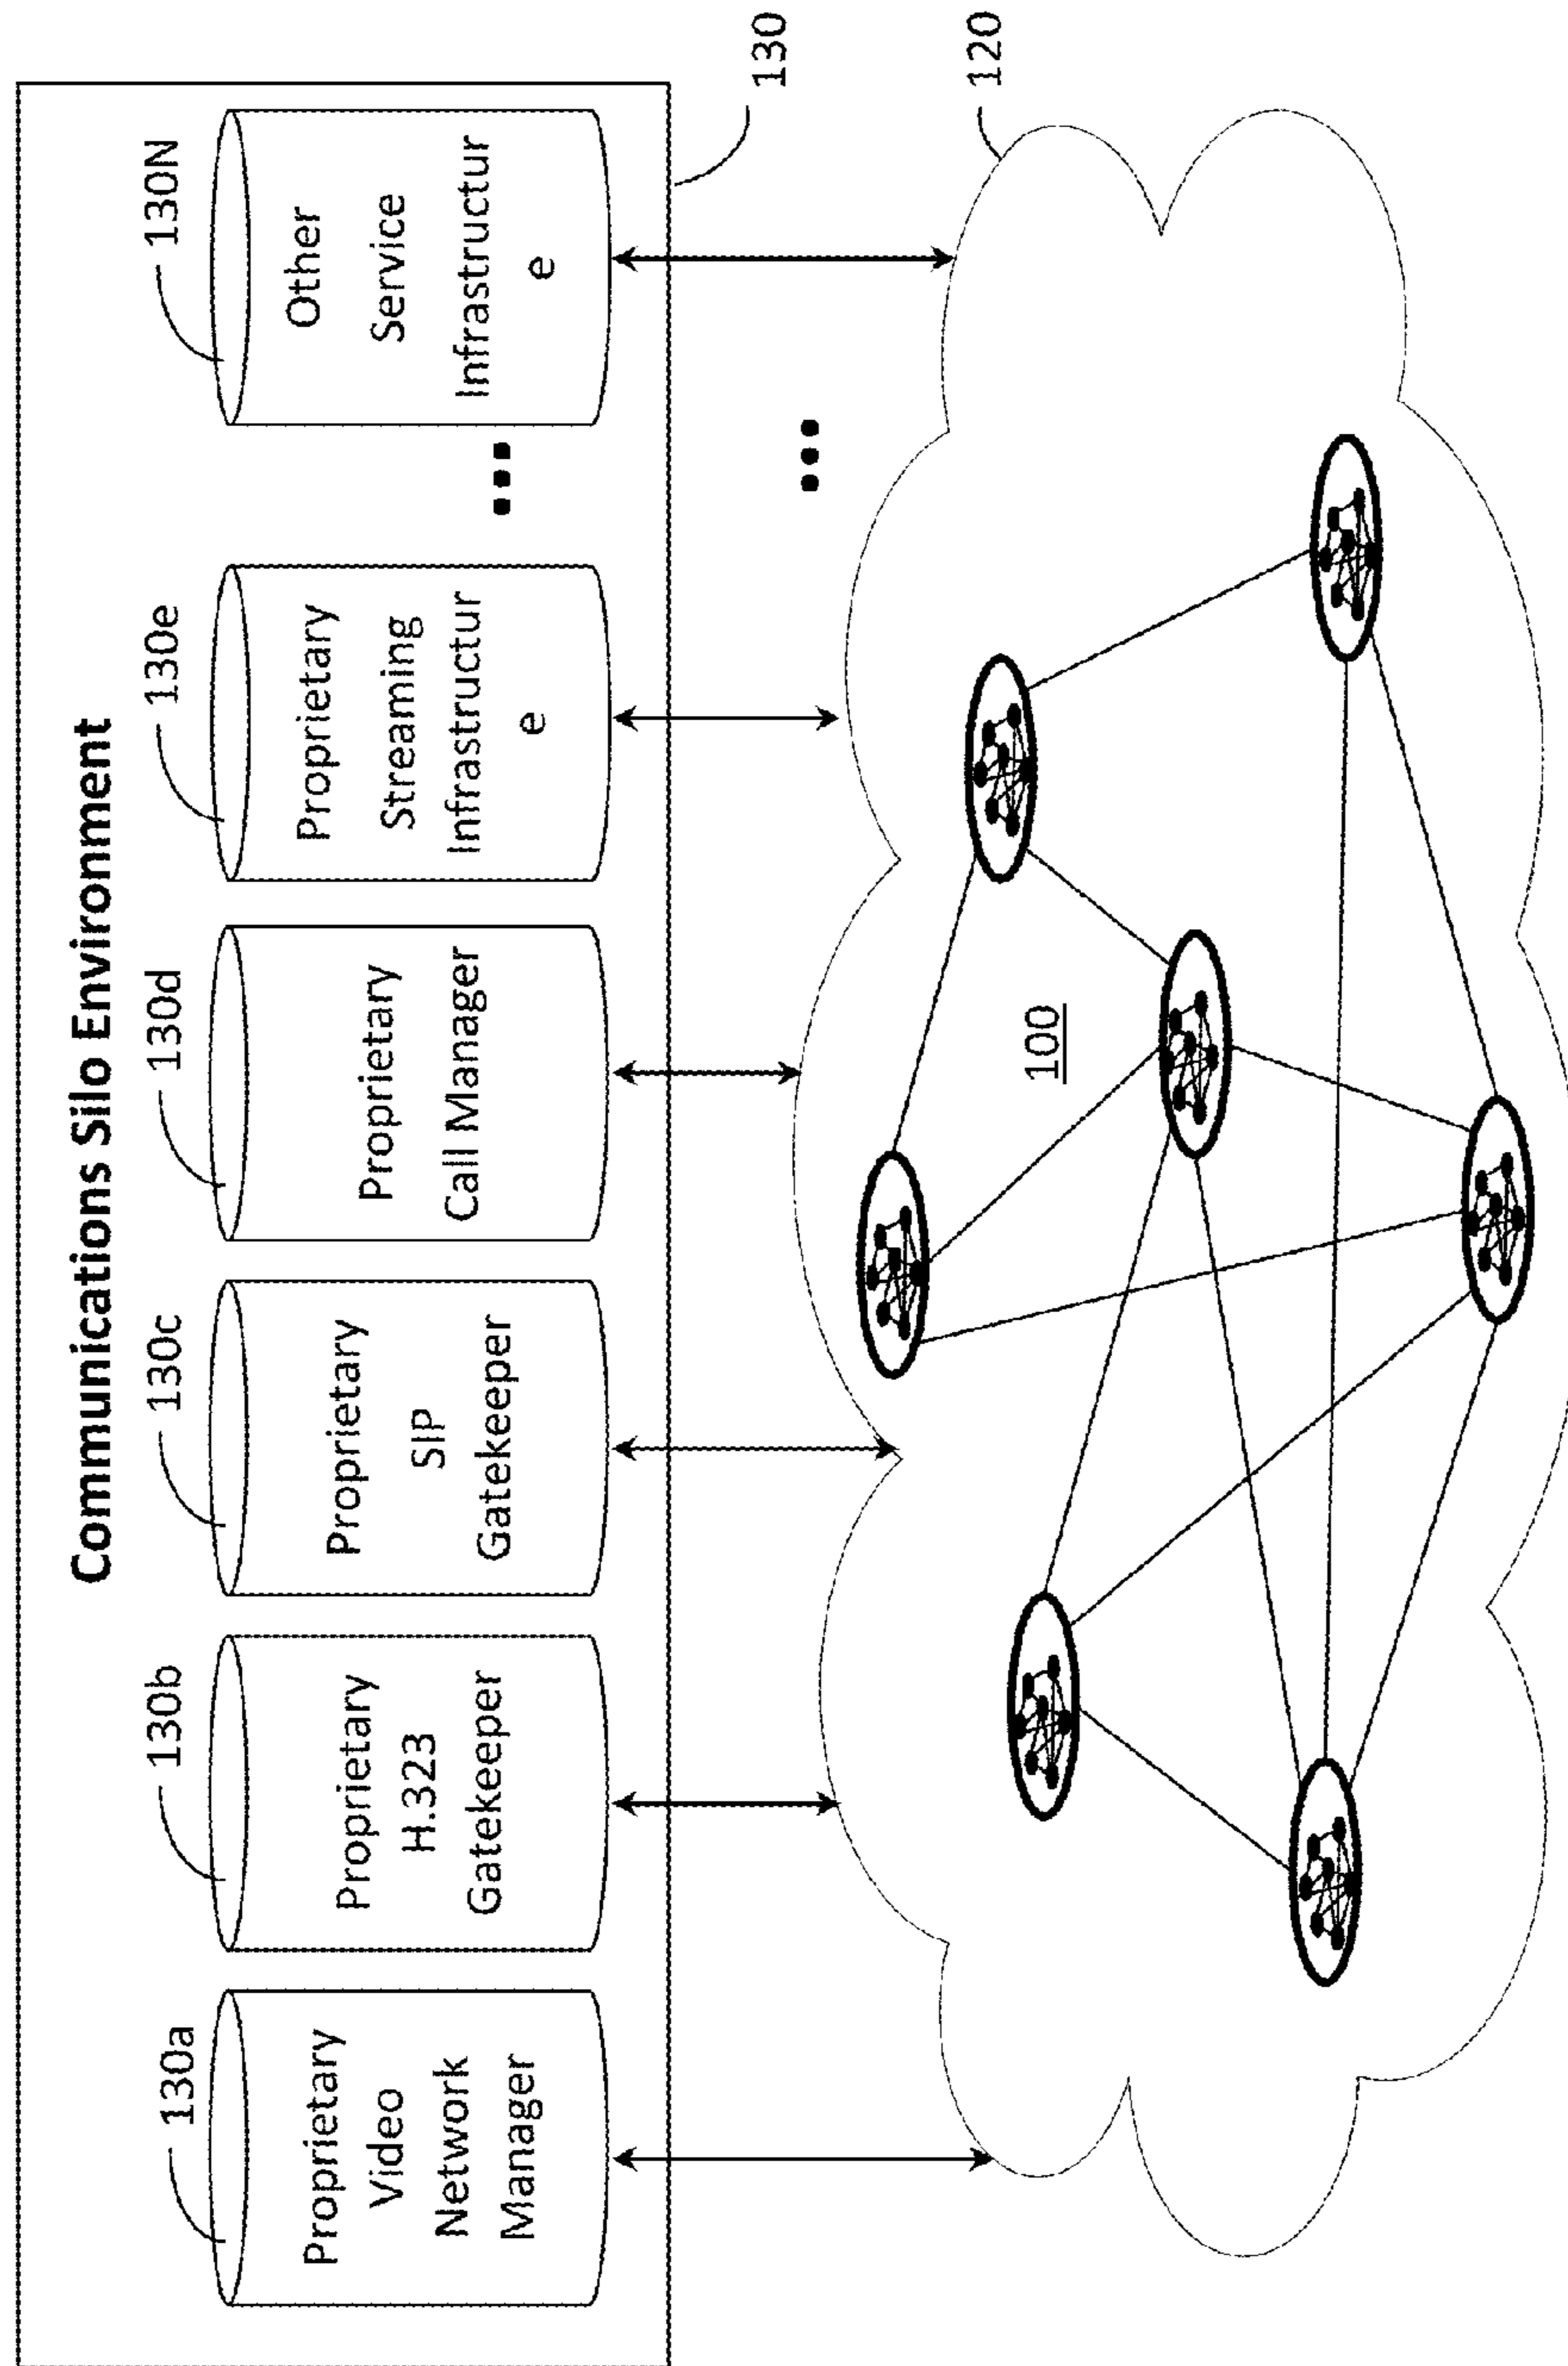 Communications Silo Environment
130a
130b
130c
130d
130e
130N
Proprietary
Video
Network
Manager
Proprietary
H.323
Gatekeeper
Proprietary
SIP
Gatekeeper
Proprietary
Call Manager
Proprietary
Streaming
Infrastructur
e
Other
Service
Infrastructur
e
130
120
100